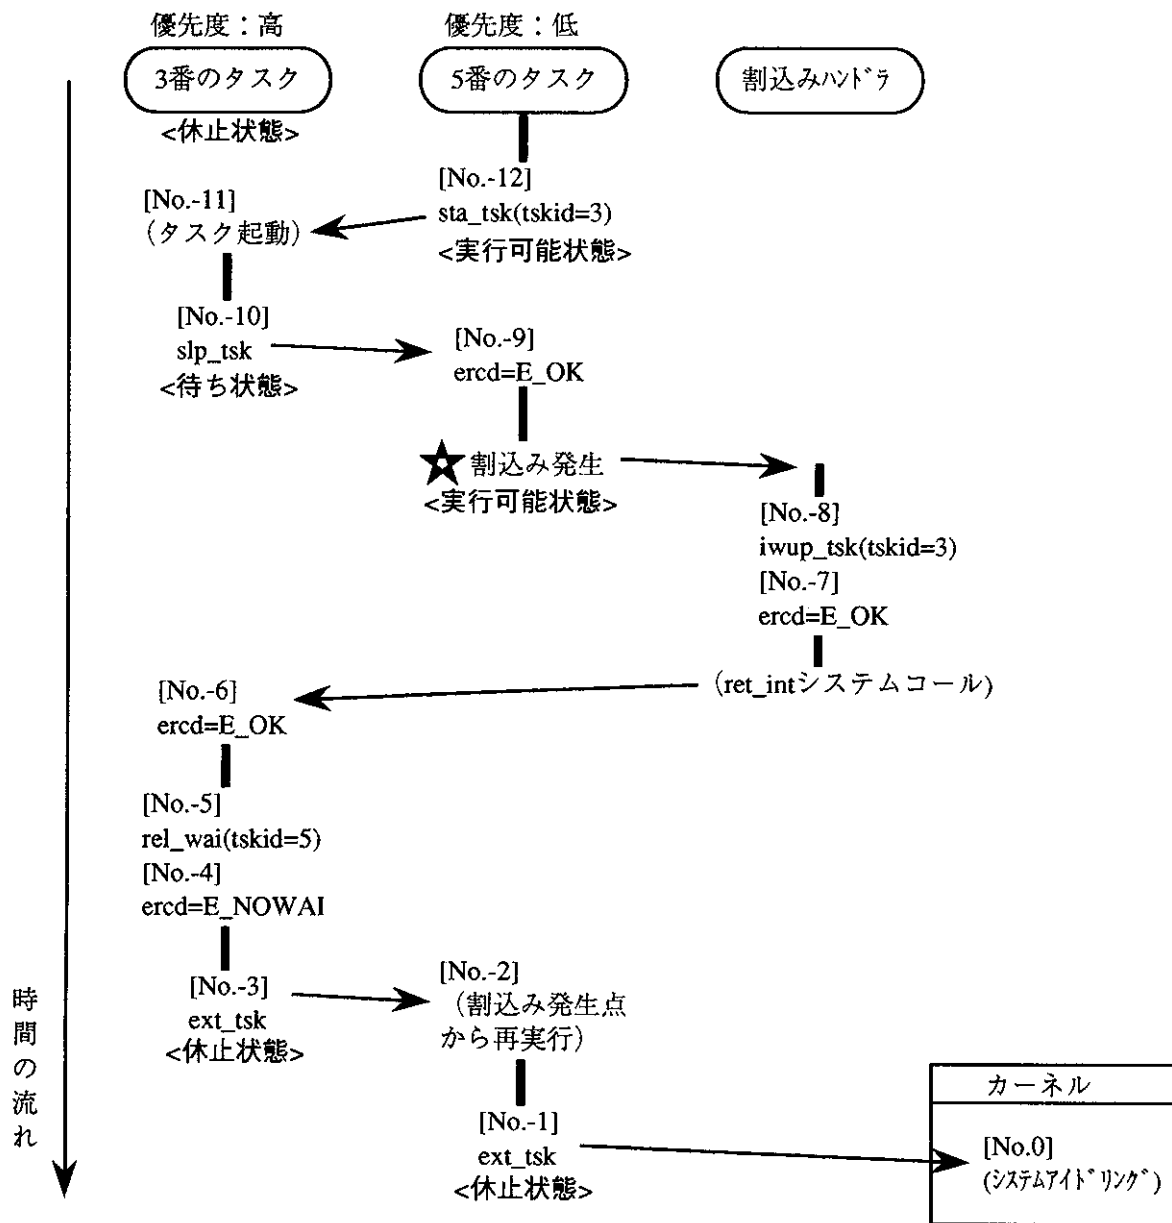 優先度：高
優先度：低
3番のタスク
5番のタスク
割込みﾊﾝﾄﾞﾗ
<休止状態>
[No.-12]
sta_tsk(tskid=3)
<実行可能状態>
[No.-11]
（タスク起動）
[No.-10]
slp_tsk
<待ち状態>
[No.-9]
ercd=E_OK
割込み発生
<実行可能状態>
[No.-8]
iwup_tsk(tskid=3)
[No.-7]
ercd=E_OK
（ret_intシステムコール)
[No.-6]
ercd=E_OK
[No.-5]
rel_wai(tskid=5)
[No.-4]
ercd=E_NOWAI
[No.-3]
ext_tsk
<休止状態>
[No.-2]
（割込み発生点
から再実行）
[No.-1]
ext_tsk
<休止状態>
カーネル
[No.0]
(ｼｽﾃﾑｱｲﾄﾞﾘﾝｸﾞ)
時間の流れ